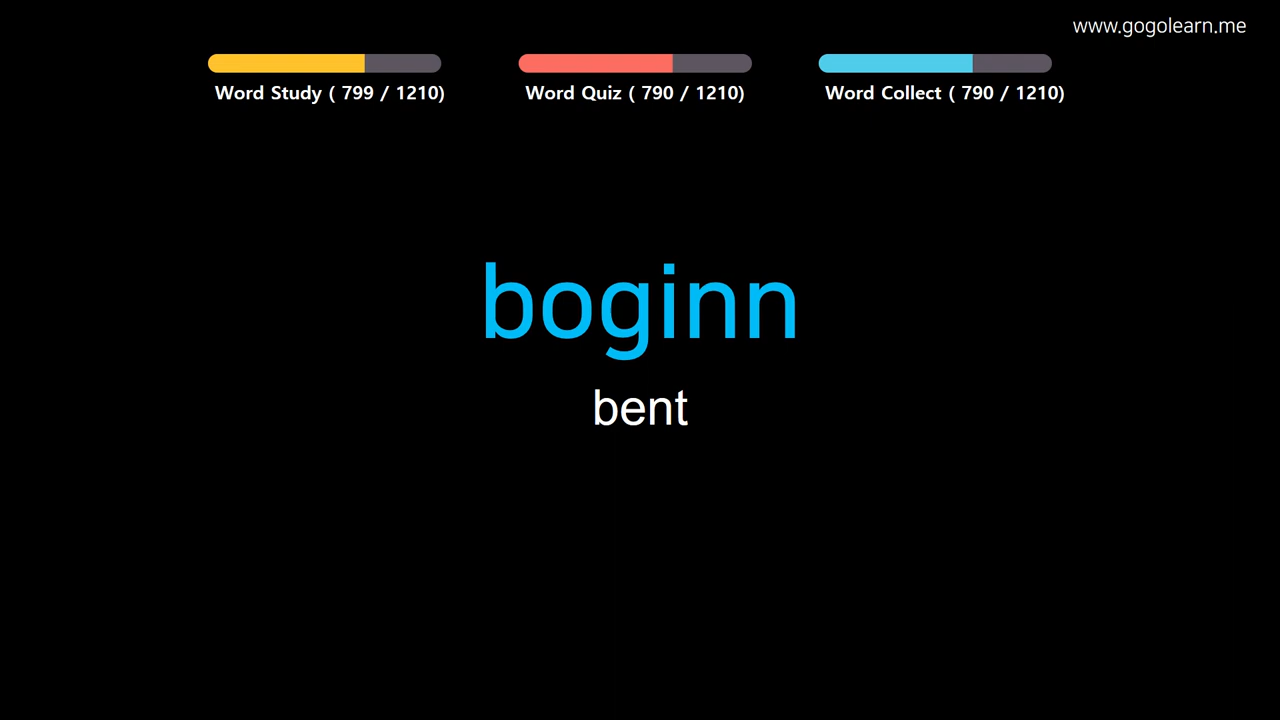 www.gogolearn.me
Word Study ( 799 / 1210)
Word Quiz ( 790 / 1210)
Word Collect ( 790 / 1210)
boginn
bent